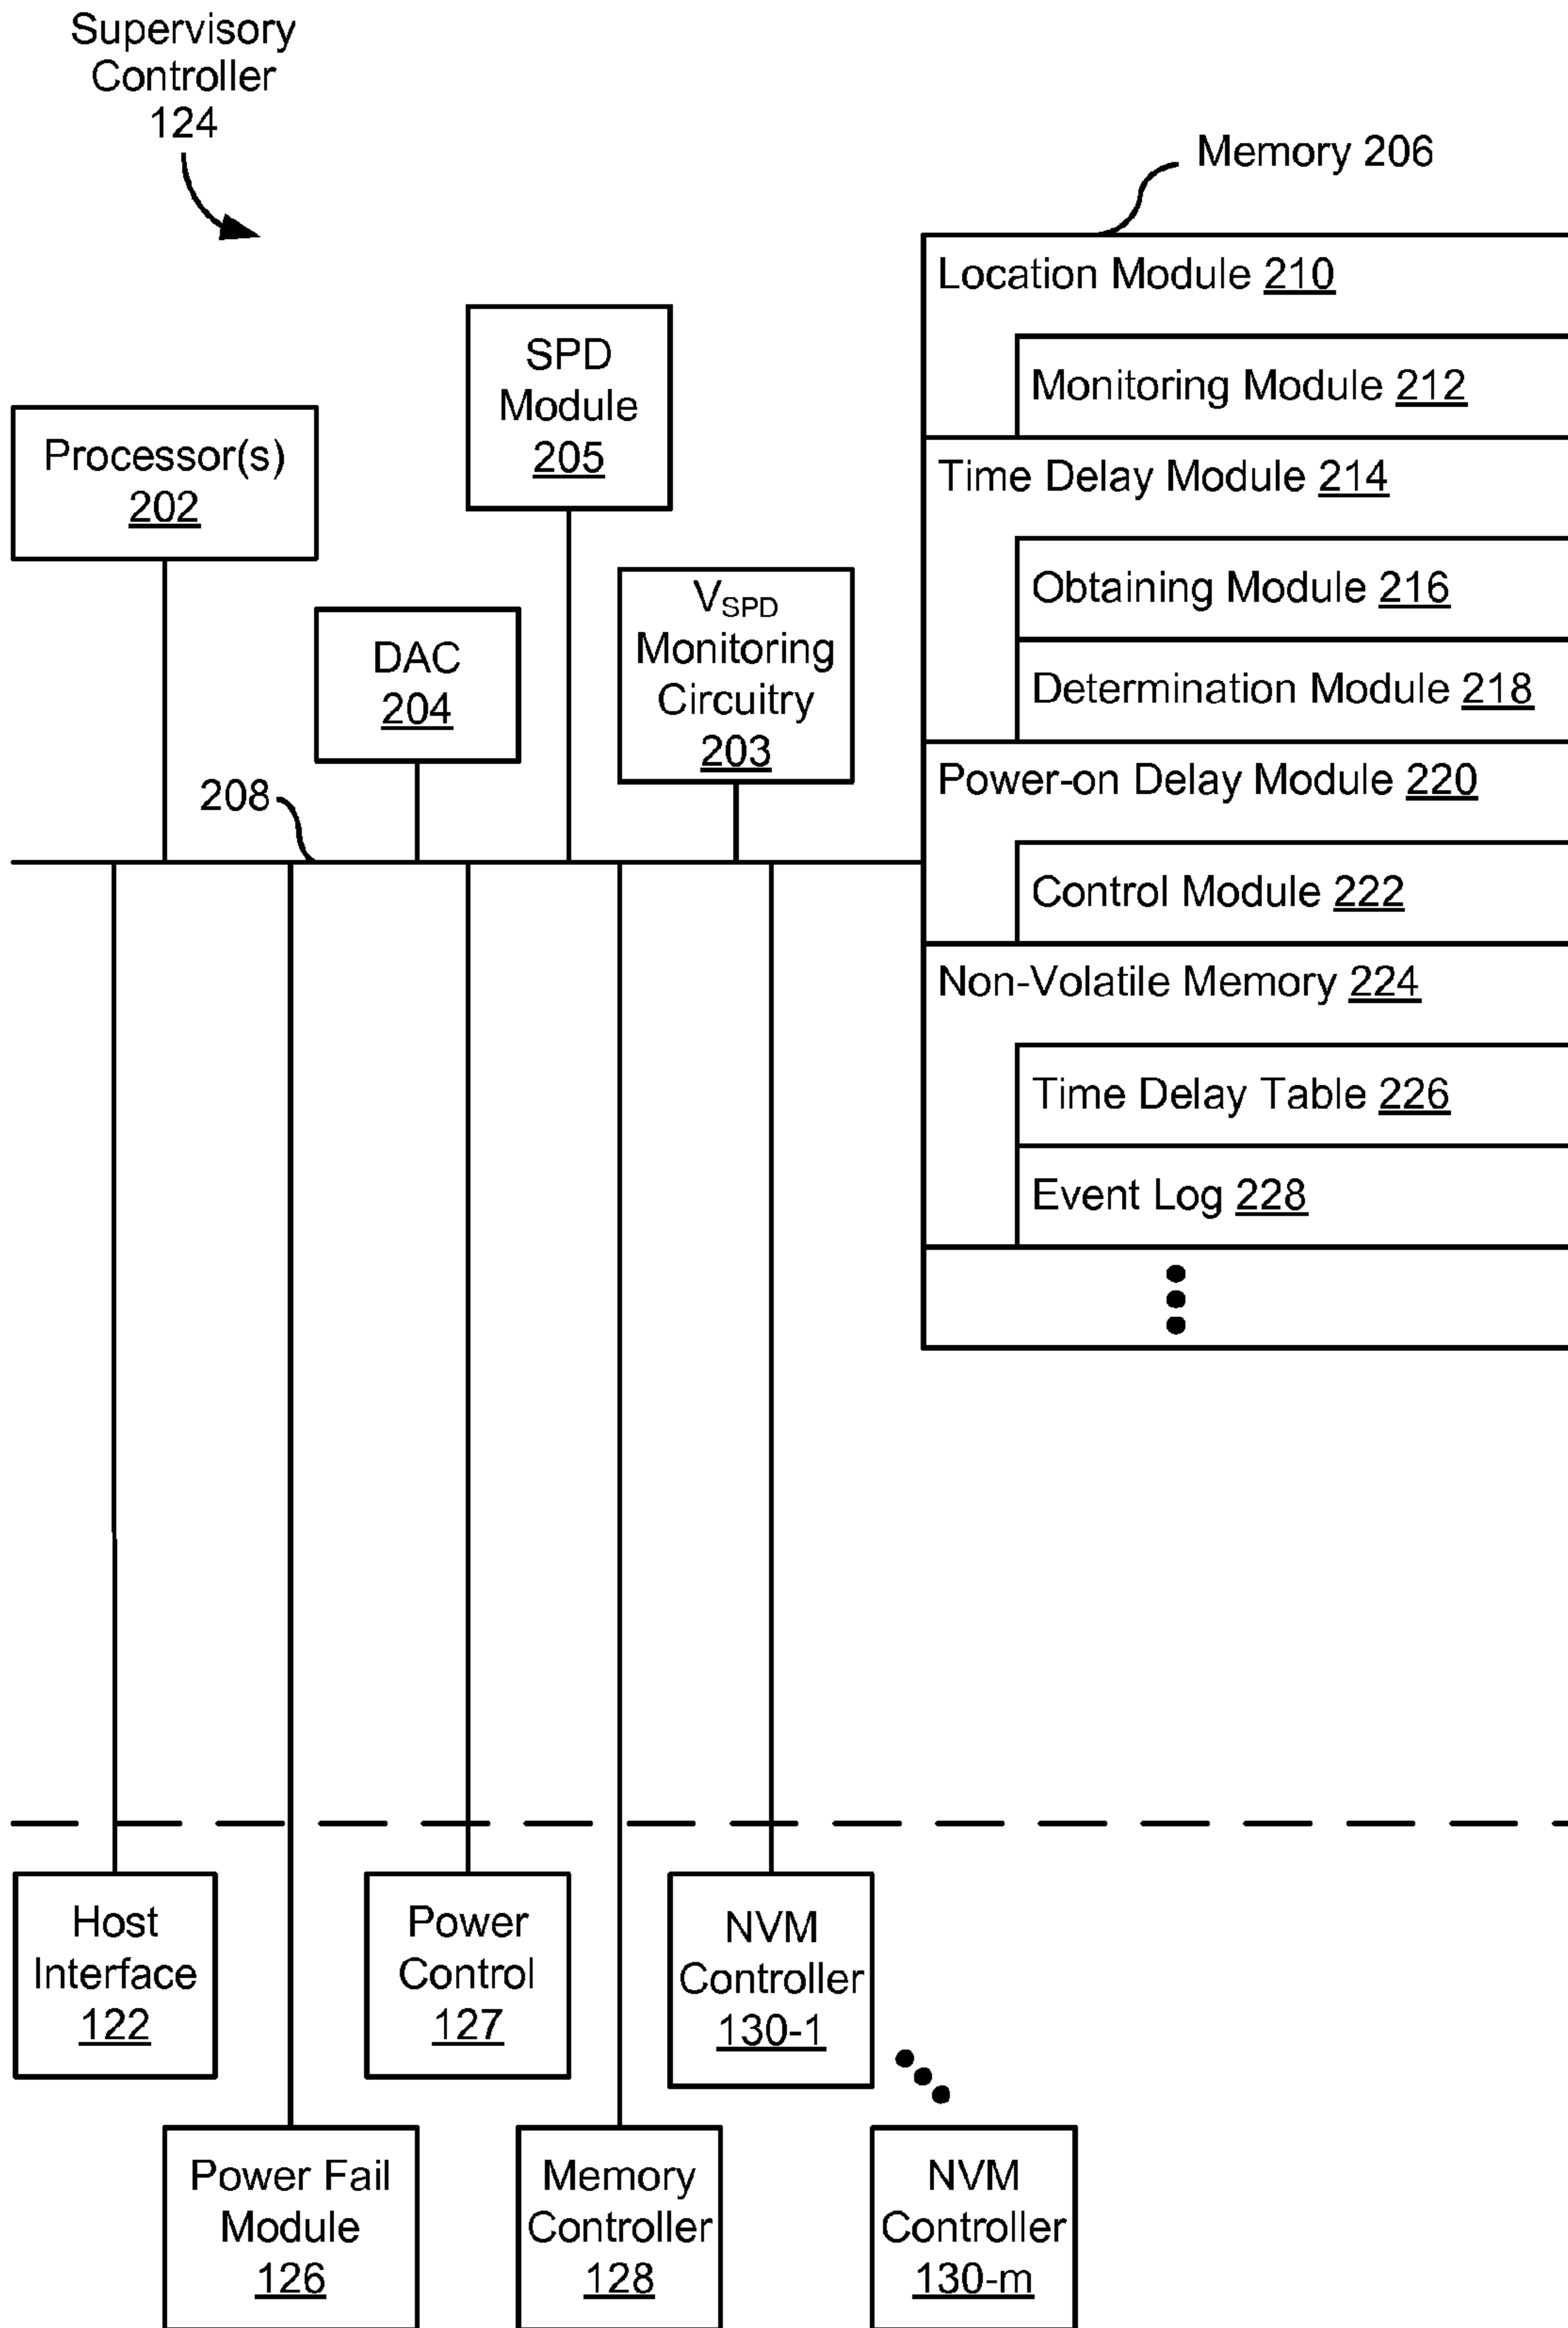 Supervisory
Controller
124
Memory 206
Location Module 210
Monitoring Module 212
Time Delay Module 214
Obtaining Module 216
Determination Module 218
Power-on Delay Module 220
Control Module 222
Non-Volatile Memory 224
Time Delay Table 226
Event Log 228
SPD
Module
205
Processor(s)
202
VSPD
Monitoring
Circuitry
203
DAC
204
208
Host
Interface
122
Power
Control
127
NVM
Controller
130-1
Power Fail
Module
126
Memory
Controller
128
NVM
Controller
130-m